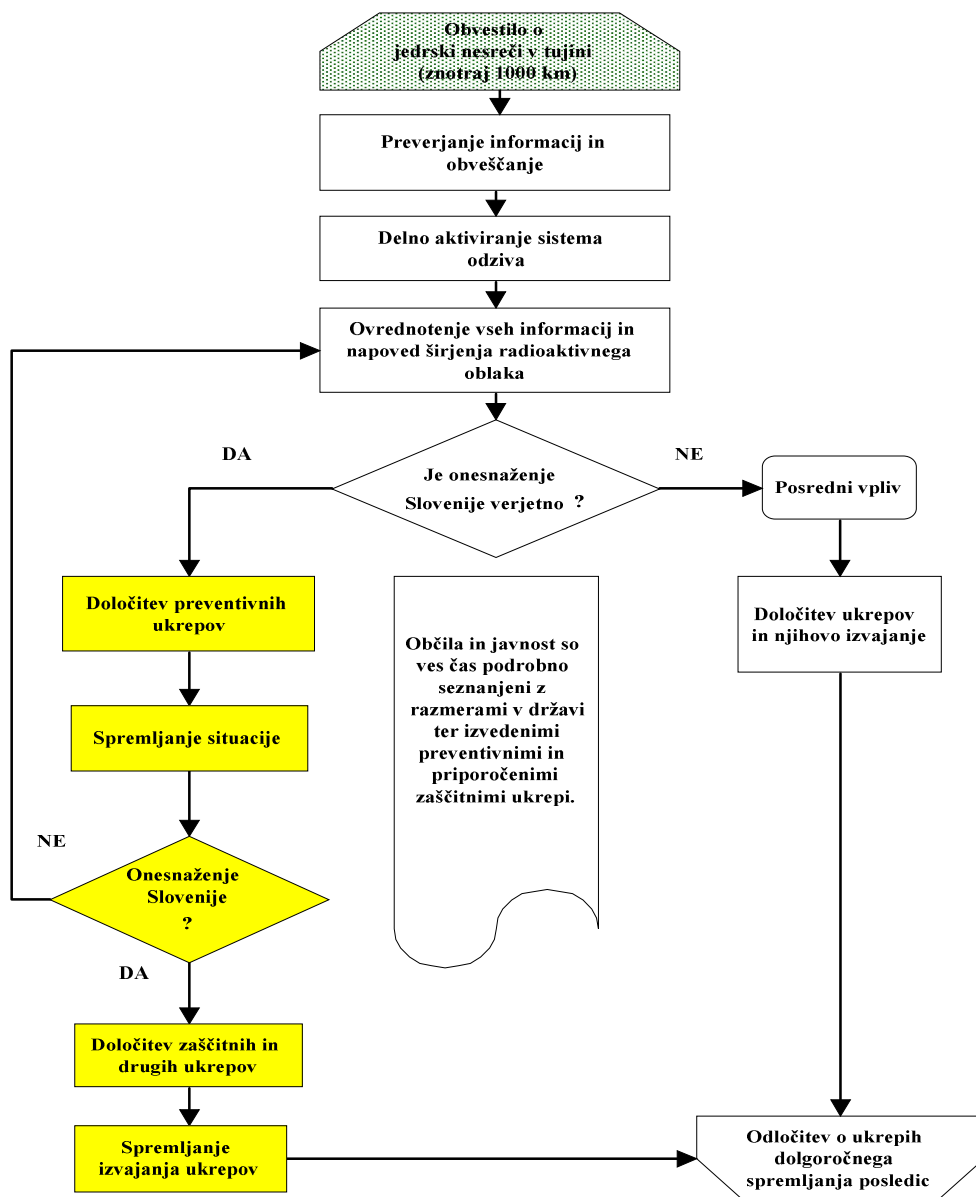 Obvestilo o
jedrski nesreči v tujini
(znotraj 1000 km)
Preverjanje informacij in
obveščanje
Delno aktiviranje sistema
odziva
Ovrednotenje vseh informacij in
napoved širjenja radioaktivnega
oblaka
DA
NE
Je onesnaženje
Slovenije verjetno ?
Posredni vpliv
Določitev preventivnih
ukrepov
Določitev ukrepov
in njihovo izvajanje
Občila in javnost so
ves čas podrobno
seznanjeni z
razmerami v državi
ter izvedenimi
preventivnimi in
priporočenimi
zaščitnimi ukrepi.
Spremljanje situacije
NE
Onesnaženje
Slovenije
?
DA
Določitev zaščitnih in
drugih ukrepov
Spremljanje
izvajanja ukrepov
Odločitev o ukrepih
dolgoročnega
spremljanja posledic